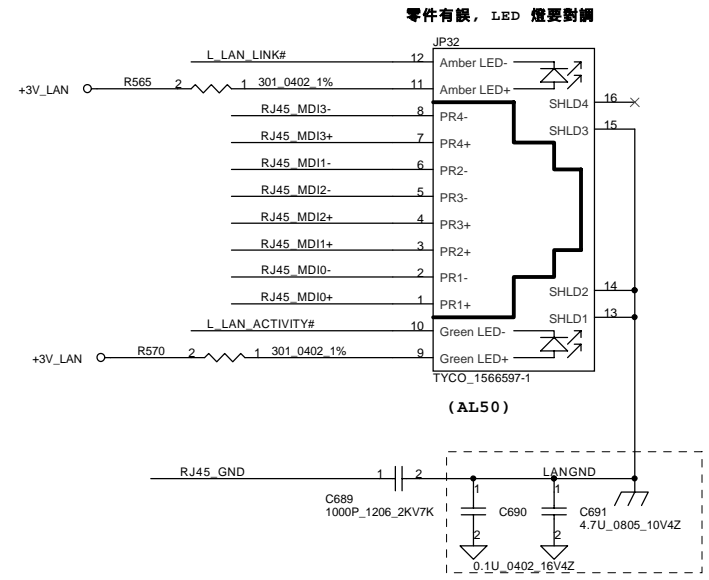 零件有誤, LED 燈要對調
JP32
L_LAN_LINK# 12 Amber LED-
+3V_LAN R565 2 1 301_0402_1% 11 Amber LED+
SHLD4 16
RJ45_MDI3- 8 PR4-
SHLD3 15
RJ45_MDI3+ 7 PR4+
RJ45_MDI1- 6 PR2-
RJ45_MDI2- 5 PR3-
RJ45_MDI2+ 4 PR3+
RJ45_MDI1+ 3 PR2+
RJ45_MDI0- 2 PR1-
SHLD2 14
RJ45_MDI0+ 1 PR1+
SHLD1 13
L_LAN_ACTIVITY# 10 Green LED-
+3V_LAN R570 2 1 301_0402_1% 9 Green LED+
TYCO_1566597-1
(AL50)
RJ45_GND 1 2 LANGND
C689
1000P_1206_2KV7K
1 1
C690 C691
4.7U_0805_10V4Z
2 2
0.1U_0402_16V4Z